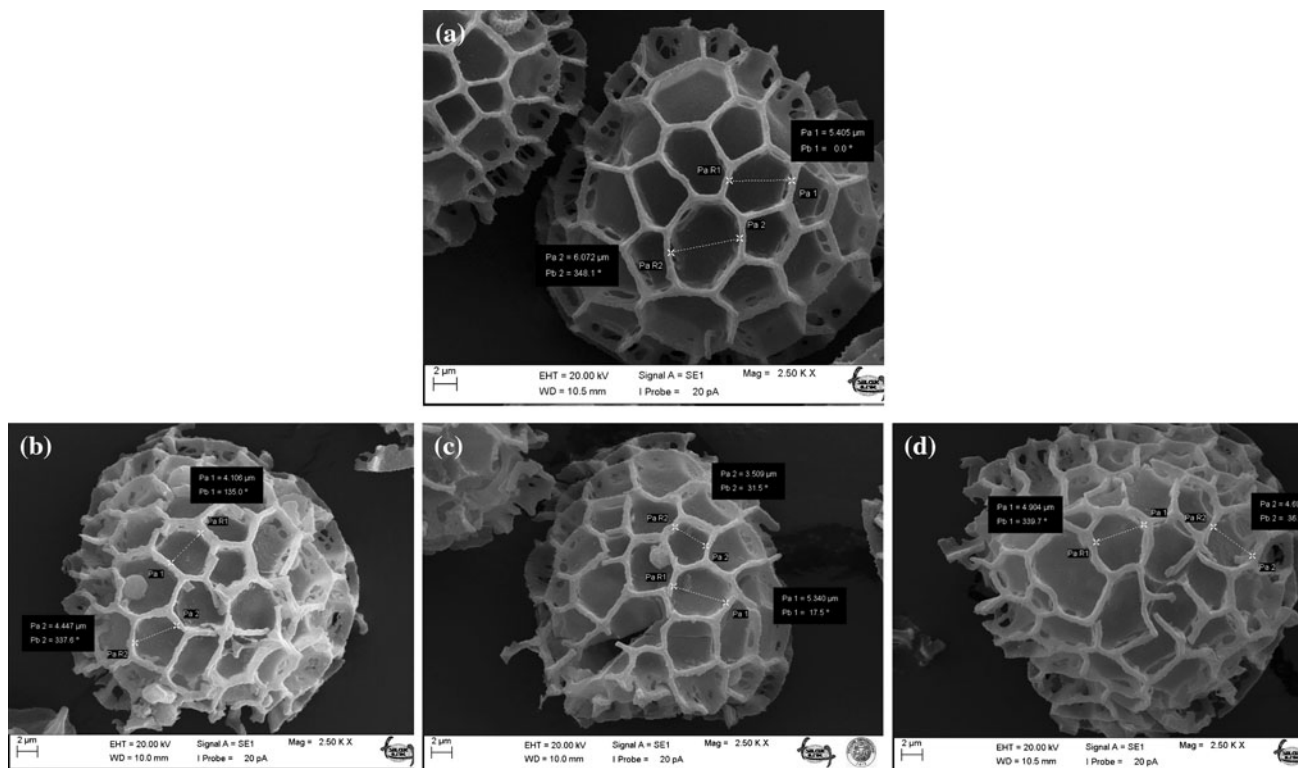 (a)
Pa 1 = 5.405 µm
Pb 1 = 0.0 °
Pa R1
Pa 1
Pa 2
Pa 2 = 6.072 µm
Pb 2 = 348.1 °
Pa R2
2 µm
EHT = 20.00 kV Signal A = SE1 Mag = 2.50 K X
WD = 10.5 mm I Probe = 20 pA
(b)
Pa 1 = 4.106 µm
Pb 1 = 135.0 °
Pa R1
Pa 1
Pa 2
Pa 2 = 4.447 µm
Pb 2 = 337.6 °
Pa R2
2 µm
EHT = 20.00 kV Signal A = SE1 Mag = 2.50 K X
WD = 10.0 mm I Probe = 20 pA
(c)
Pa 2 = 3.509 µm
Pb 2 = 31.5 °
Pa R2
Pa 2
Pa R1
Pa 1 = 5.340 µm
Pb 1 = 17.5 °
Pa 1
2 µm
EHT = 20.00 kV Signal A = SE1 Mag = 2.50 K X
WD = 10.0 mm I Probe = 20 pA
(d)
Pa 1 = 4.904 µm
Pb 1 = 339.7 °
Pa 1
Pa R2
Pa 2 = 4.69
Pb 2 = 36
Pa R1
Pa 2
2 µm
EHT = 20.00 kV Signal A = SE1 Mag = 2.50 K X
WD = 10.5 mm I Probe = 20 pA